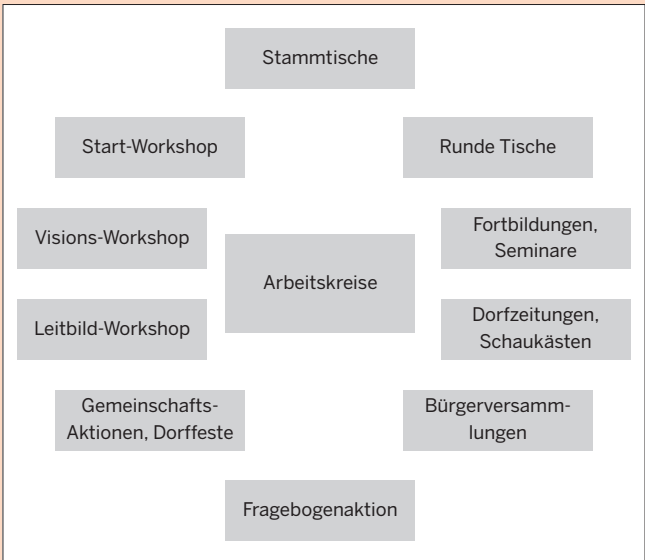 Stammtische
Start-Workshop
Runde Tische
Visions-Workshop
Fortbildungen,
Seminare
Arbeitskreise
Leitbild-Workshop
Dorfzeitungen,
Schaukästen
Gemeinschafts-
Aktionen, Dorffeste
Bürgerversamm-
lungen
Fragebogenaktion